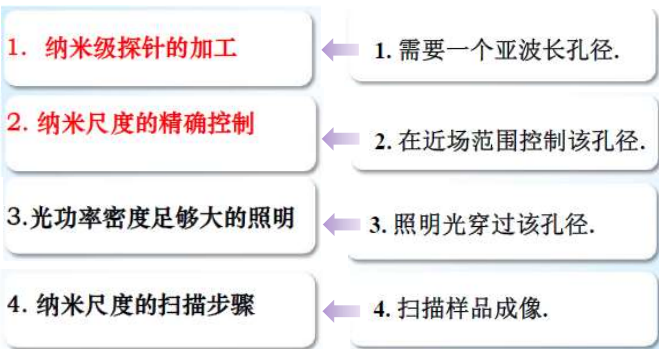 1. 纳米级探针的加工
1. 需要一个亚波长孔径.
2. 纳米尺度的精确控制
2. 在近场范围控制该孔径.
3.光功率密度足够大的照明
3. 照明光穿过该孔径.
4. 纳米尺度的扫描步骤
4. 扫描样品成像.